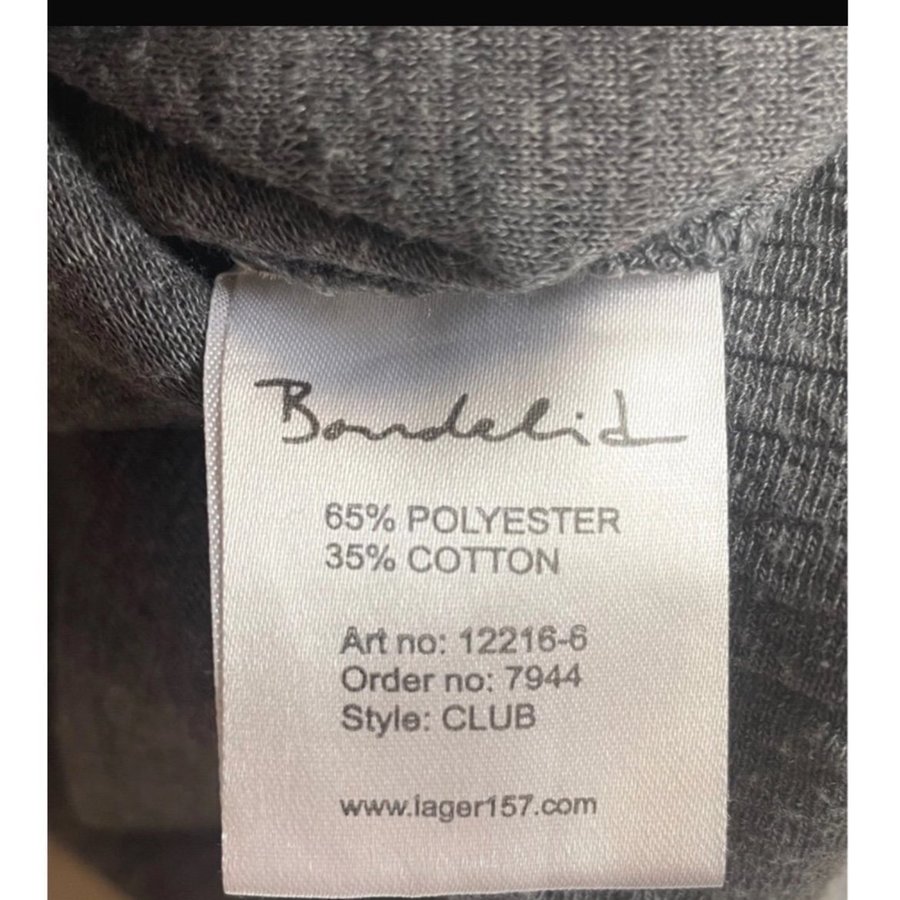 Bondelid
65% POLYESTER
35% COTTON
Art no: 12216-6
Order no: 7944
Style: CLUB
www.lager157.com